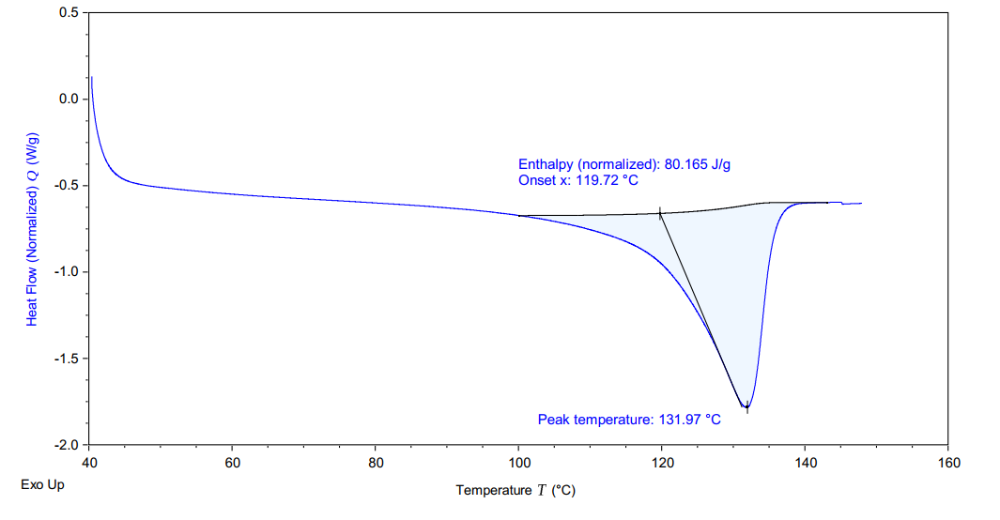 0.5
0.0
-0.5
-1.0
-1.5
-2.0
Heat Flow (Normalized) Q (W/g)
Enthalpy (normalized): 80.165 J/g
Onset x: 119.72 °C
Peak temperature: 131.97 °C
40 60 80 100 120 140 160
Exo Up
Temperature T (°C)